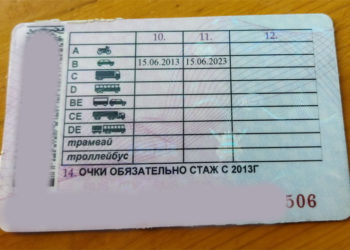 10. 11. 12.
A
B 15.06.2013 15.06.2023
C
D
BE
CE
DE
трамвай
троллейбус
14. ОЧКИ ОБЯЗАТЕЛЬНО СТАЖ С 2013Г
506